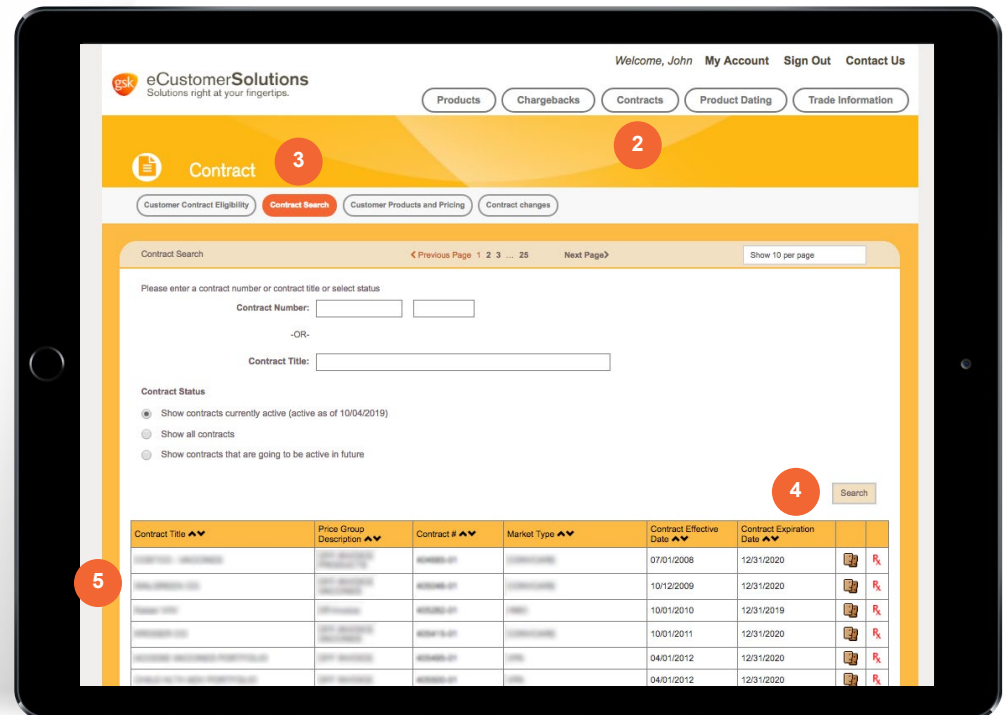 Welcome, John My Account Sign Out Contact Us
gsk eCustomerSolutions
Solutions right at your fingertips.
Products Chargebacks Contracts Product Dating Trade Information
2
3
Contract
Customer Contract Eligibility Contract Search Customer Products and Pricing Contract changes
Contract Search Previous Page 1 2 3 ... 25 Next Page Show 10 per page
Please enter a contract number or contract title or select status
Contract Number:
-OR-
Contract Title:
Contract Status
Show contracts currently active (active as of 10/04/2019)
Show all contracts
Show contracts that are going to be active in future
4 Search
Contract Title Price Group Description Contract # Market Type Contract Effective Date Contract Expiration Date
07/01/2008 12/31/2020 Rx
5
10/12/2009 12/31/2020 Rx
10/01/2010 12/31/2019 Rx
10/01/2011 12/31/2020 Rx
04/01/2012 12/31/2020 Rx
04/01/2012 12/31/2020 Rx